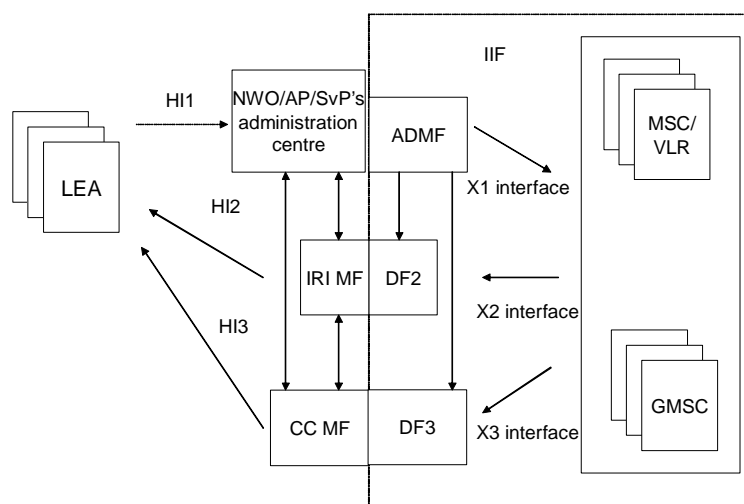 IIF
HI1
NWO/AP/SvP's
administration
centre
ADMF
MSC/
VLR
LEA
X1 interface
HI2
IRI MF
DF2
X2 interface
HI3
GMSC
CC MF
DF3
X3 interface